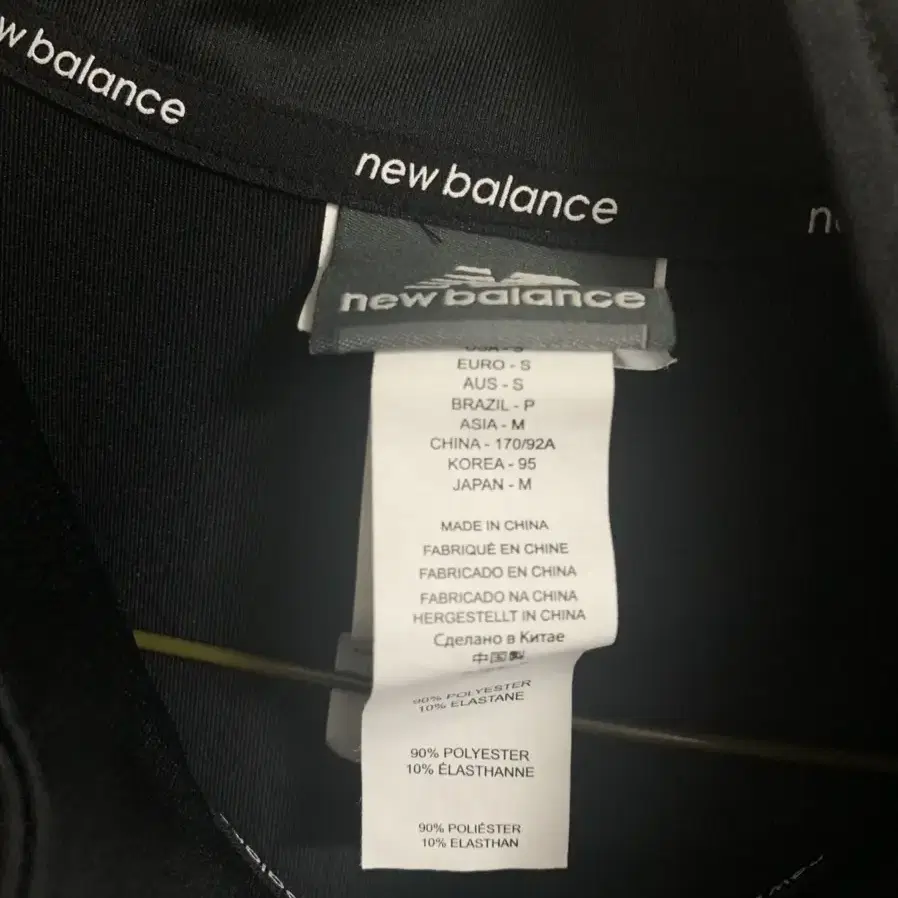 w balance
new balance
n
new balance
USA - S
EURO - S
AUS - S
BRAZIL - P
ASIA - M
CHINA - 170/92A
KOREA - 95
JAPAN - M
MADE IN CHINA
FABRIQUÉ EN CHINE
FABRICADO EN CHINA
FABRICADO NA CHINA
HERGESTELLT IN CHINA
Сделано в Китае
中国
90% POLYESTER
10% ELASTANE
90% POLYESTER
10% ÉLASTHANNE
90% POLIÉSTER
10% ELASTHAN